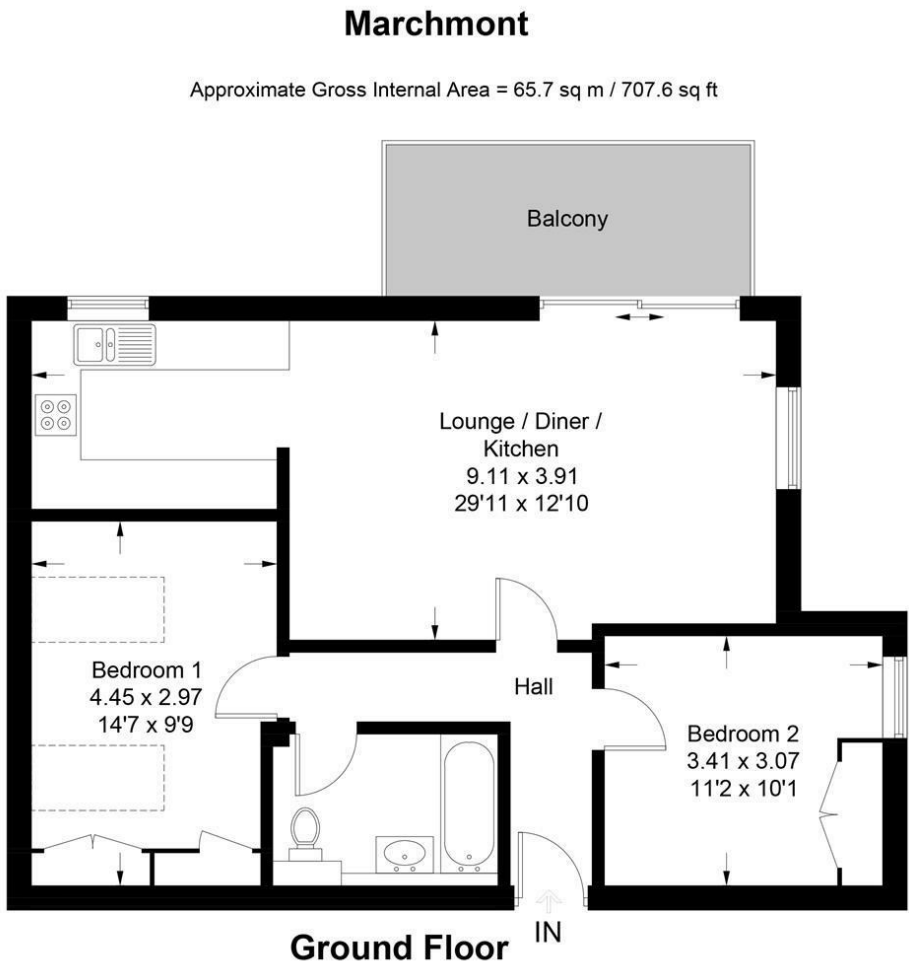 Marchmont
Approximate Gross Internal Area = 65.7 sq m / 707.6 sq ft
Balcony
Lounge / Diner /
Kitchen
9.11 x 3.91
29'11 x 12'10
Bedroom 1
4.45 x 2.97
14'7 x 9'9
Hall
Bedroom 2
3.41 x 3.07
11'2 x 10'1
IN
Ground Floor